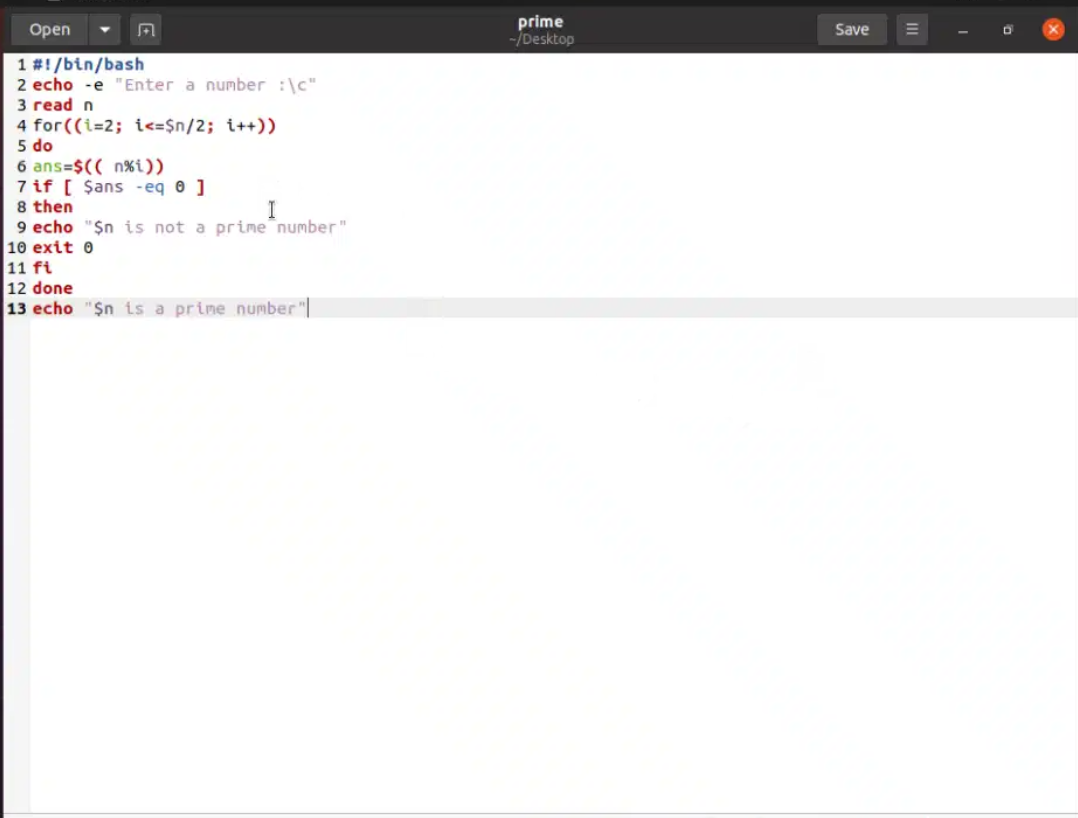 Open
prime
~/Desktop
Save
1 #!/bin/bash
2 echo -e "Enter a number :\c"
3 read n
4 for((i=2; i<=$n/2; i++))
5 do
6 ans=$(( n%i))
7 if [ $ans -eq 0 ]
8 then
9 echo "$n is not a prime number"
10 exit 0
11 fi
12 done
13 echo "$n is a prime number"